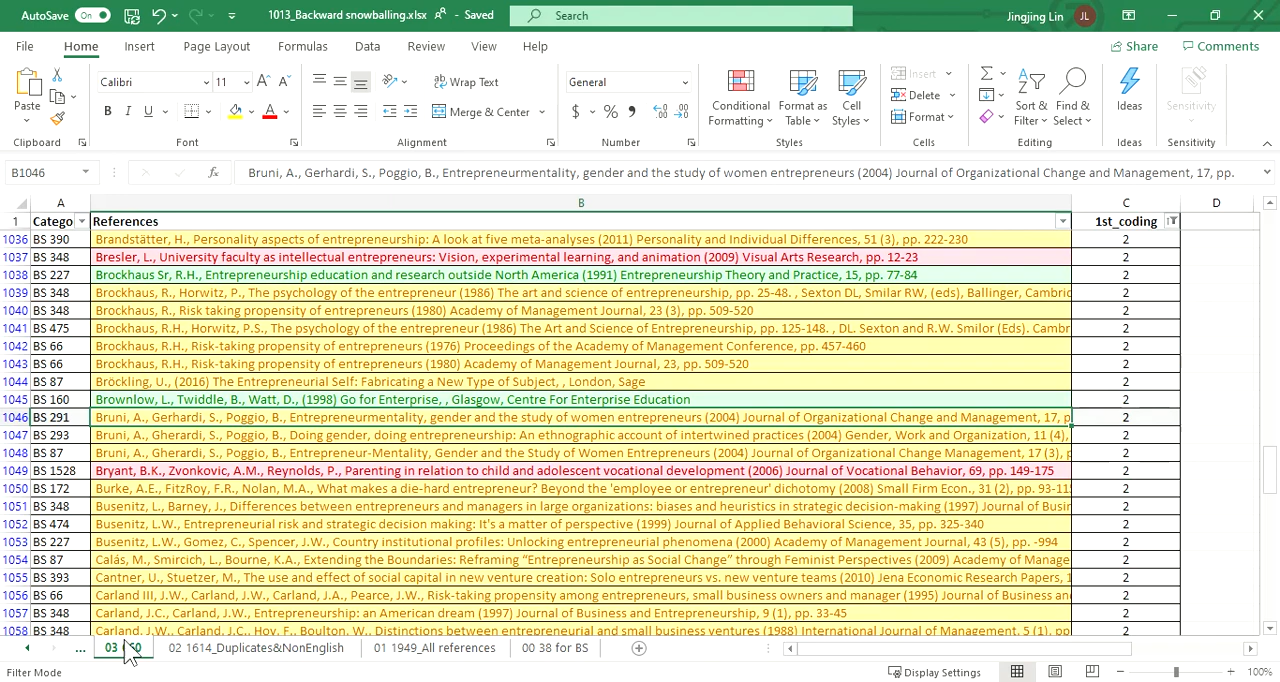 AutoSave On 1013_Backward snowballing.xlsx - Saved Search Jingjing Lin JL
File Home Insert Page Layout Formulas Data Review View Help Share Comments
Calibri 11 Wrap Text General Insert
Paste Conditional Formatting Format as Table Cell Styles Delete Sort & Filter Find & Select Ideas Sensitivity
B I U Merge & Center $ % Format
Clipboard Font Alignment Number Styles Cells Editing Ideas Sensitivity
B1046 fx Bruni, A., Gerhardi, S., Poggio, B., Entrepreneurmentality, gender and the study of women entrepreneurs (2004) Journal of Organizational Change and Management, 17, pp.
A B C D
1 Catego References 1st_coding
1036 BS 390 Brandstätter, H., Personality aspects of entrepreneurship: A look at five meta-analyses (2011) Personality and Individual Differences, 51 (3), pp. 222-230 2
1037 BS 348 Bresler, L., University faculty as intellectual entrepreneurs: Vision, experimental learning, and animation (2009) Visual Arts Research, pp. 12-23 2
1038 BS 227 Brockhaus Sr, R.H., Entrepreneurship education and research outside North America (1991) Entrepreneurship Theory and Practice, 15, pp. 77-84 2
1039 BS 348 Brockhaus, R., Horwitz, P., The psychology of the entrepreneur (1986) The art and science of entrepreneurship, pp. 25-48. , Sexton DL, Smilar RW, (eds), Ballinger, Cambric 2
1040 BS 348 Brockhaus, R., Risk taking propensity of entrepreneurs (1980) Academy of Management Journal, 23 (3), pp. 509-520 2
1041 BS 475 Brockhaus, R.H., Horwitz, P.S., The psychology of the entrepreneur (1986) The Art and Science of Entrepreneurship, pp. 125-148. , DL. Sexton and R.W. Smilor (Eds). Cambr 2
1042 BS 66 Brockhaus, R.H., Risk-taking propensity of entrepreneurs (1976) Proceedings of the Academy of Management Conference, pp. 457-460 2
1043 BS 66 Brockhaus, R.H., Risk-taking propensity of entrepreneurs (1980) Academy of Management Journal, 23, pp. 509-520 2
1044 BS 87 Bröckling, U., (2016) The Entrepreneurial Self: Fabricating a New Type of Subject, , London, Sage 2
1045 BS 160 Brownlow, L., Twiddle, B., Watt, D., (1998) Go for Enterprise, , Glasgow, Centre For Enterprise Education 2
1046 BS 291 Bruni, A., Gerhardi, S., Poggio, B., Entrepreneurmentality, gender and the study of women entrepreneurs (2004) Journal of Organizational Change and Management, 17, p 2
1047 BS 293 Bruni, A., Gherardi, S., Poggio, B., Doing gender, doing entrepreneurship: An ethnographic account of intertwined practices (2004) Gender, Work and Organization, 11 (4), 2
1048 BS 87 Bruni, A., Gherardi, S., Poggio, B., Entrepreneur-Mentality, Gender and the Study of Women Entrepreneurs (2004) Journal of Organizational Change Management, 17 (3), 2
1049 BS 1528 Bryant, B.K., Zvonkovic, A.M., Reynolds, P., Parenting in relation to child and adolescent vocational development (2006) Journal of Vocational Behavior, 69, pp. 149-175 2
1050 BS 172 Burke, A.E., FitzRoy, F.R., Nolan, M.A., What makes a die-hard entrepreneur? Beyond the 'employee or entrepreneur' dichotomy (2008) Small Firm Econ., 31 (2), pp. 93-115 2
1051 BS 348 Busenitz, L., Barney, J., Differences between entrepreneurs and managers in large organizations: biases and heuristics in strategic decision-making (1997) Journal of Busin 2
1052 BS 474 Busenitz, L.W., Entrepreneurial risk and strategic decision making: It's a matter of perspective (1999) Journal of Applied Behavioral Science, 35, pp. 325-340 2
1053 BS 227 Busenitz, L.W., Gomez, C., Spencer, J.W., Country institutional profiles: Unlocking entrepreneurial phenomena (2000) Academy of Management Journal, 43 (5), pp. -994 2
1054 BS 87 Calás, M., Smircich, L., Bourne, K.A., Extending the Boundaries: Reframing “Entrepreneurship as Social Change” through Feminist Perspectives (2009) Academy of Manage 2
1055 BS 393 Cantner, U., Stuetzer, M., The use and effect of social capital in new venture creation: Solo entrepreneurs vs. new venture teams (2010) Jena Economic Research Papers, 1 2
1056 BS 66 Carland III, J.W., Carland, J.W., Carland, J.A., Pearce, J.W., Risk-taking propensity among entrepreneurs, small business owners and manager (1995) Journal of Business and 2
1057 BS 348 Carland, J.C., Carland, J.W., Entrepreneurship: an American dream (1997) Journal of Business and Entrepreneurship, 9 (1), pp. 33-45 2
1058 BS 348 Carland, J.W., Carland, J.C., Hoy, F., Boulton, W., Distinctions between entrepreneurial and small business ventures (1988) International Journal of Management, 5 (1), pp 2
... 03 02 1614_Duplicates&NonEnglish 01 1949_All references 00 38 for BS
Filter Mode Display Settings 100%